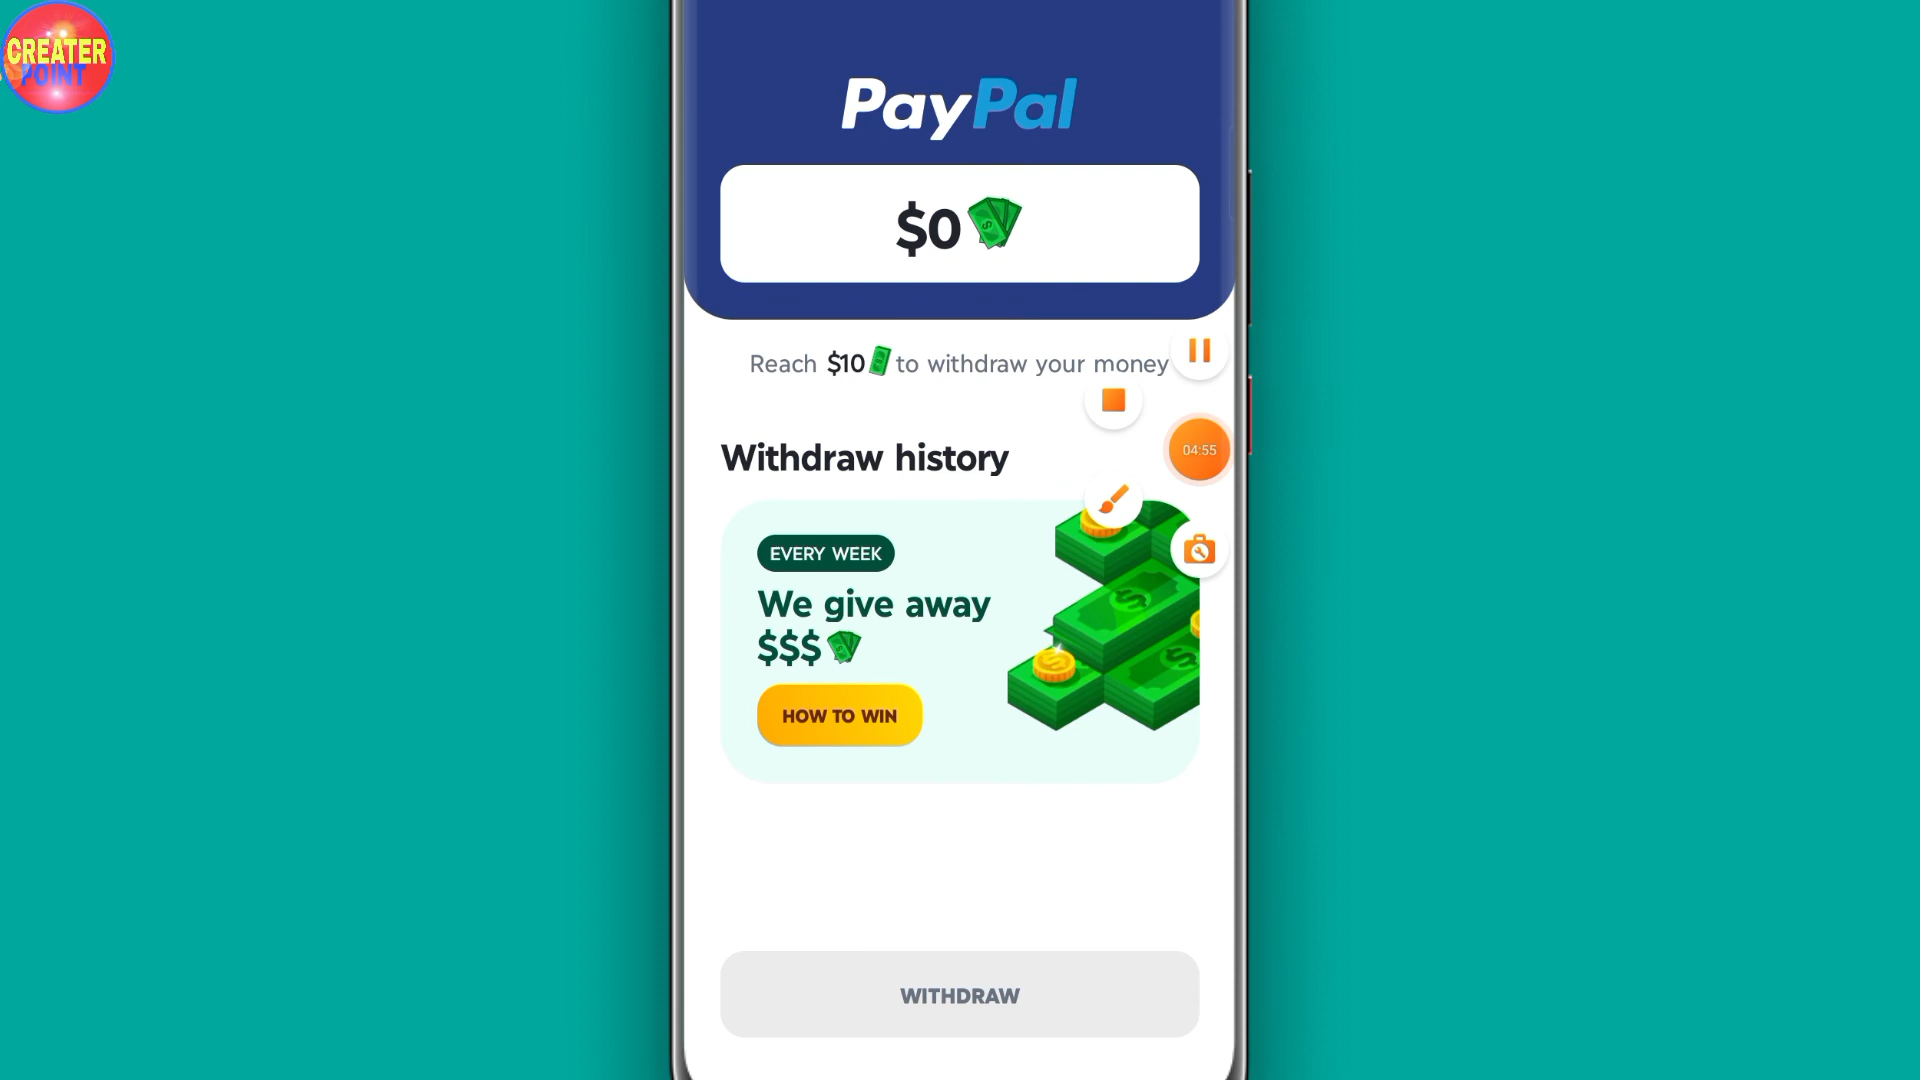 CREATER
POINT
PayPal
$0
Reach $10 to withdraw your money
04:55
Withdraw history
EVERY WEEK
We give away
$$$
HOW TO WIN
WITHDRAW